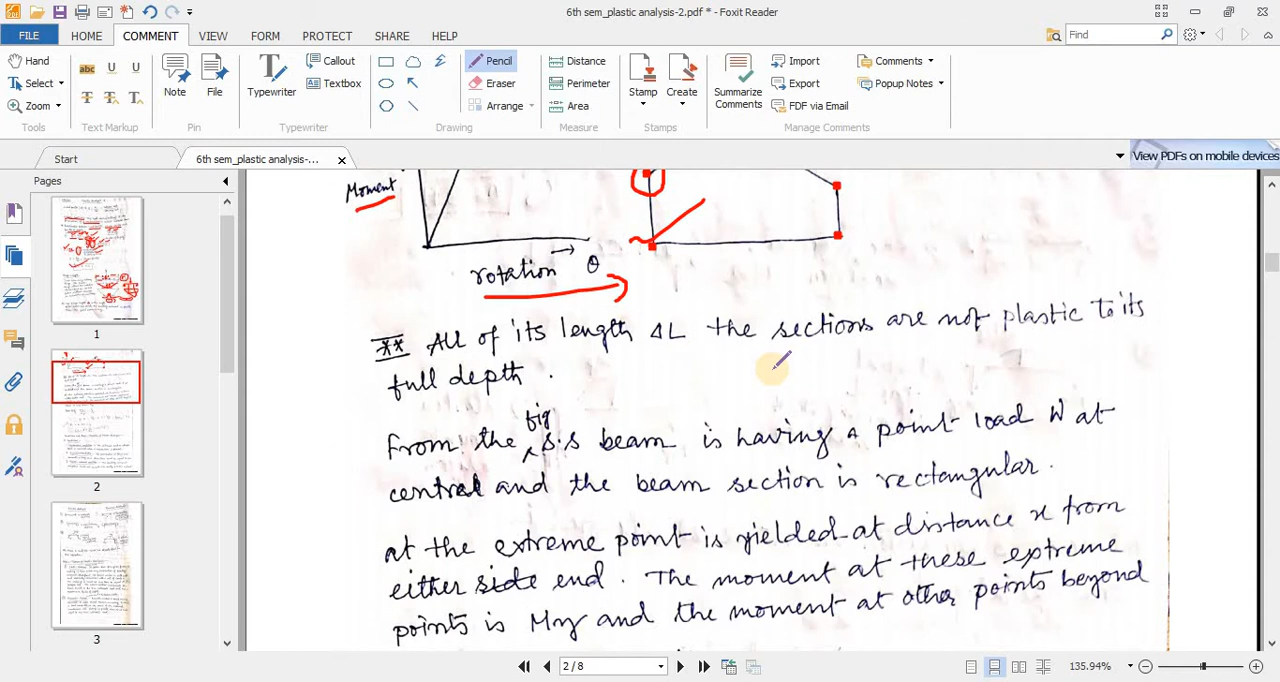 6th sem_plastic analysis-2.pdf * - Foxit Reader
FILE HOME COMMENT VIEW FORM PROTECT SHARE HELP
Find
Hand
Select
Zoom
Tools
abc U U
T T T
Text Markup
Note
File
Pin
Typewriter
Callout
Textbox
Typewriter
Pencil
Eraser
Arrange
Drawing
Distance
Perimeter
Area
Measure
Stamp
Create
Stamps
Summarize
Comments
Import
Export
FDF via Email
Comments
Popup Notes
Manage Comments
Start
6th sem_plastic analysis-...
View PDFs on mobile devices
Pages
1
2
3
Moment
rotation → θ
** All of its length ΔL the sections are not plastic to its
full depth .
from the fig s.s beam is having a point load W at
central and the beam section is rectangular.
at the extreme point is yielded at distance x from
either side end. The moment at these extreme
points is My and the moment at other points beyond
2 / 8
135.94%